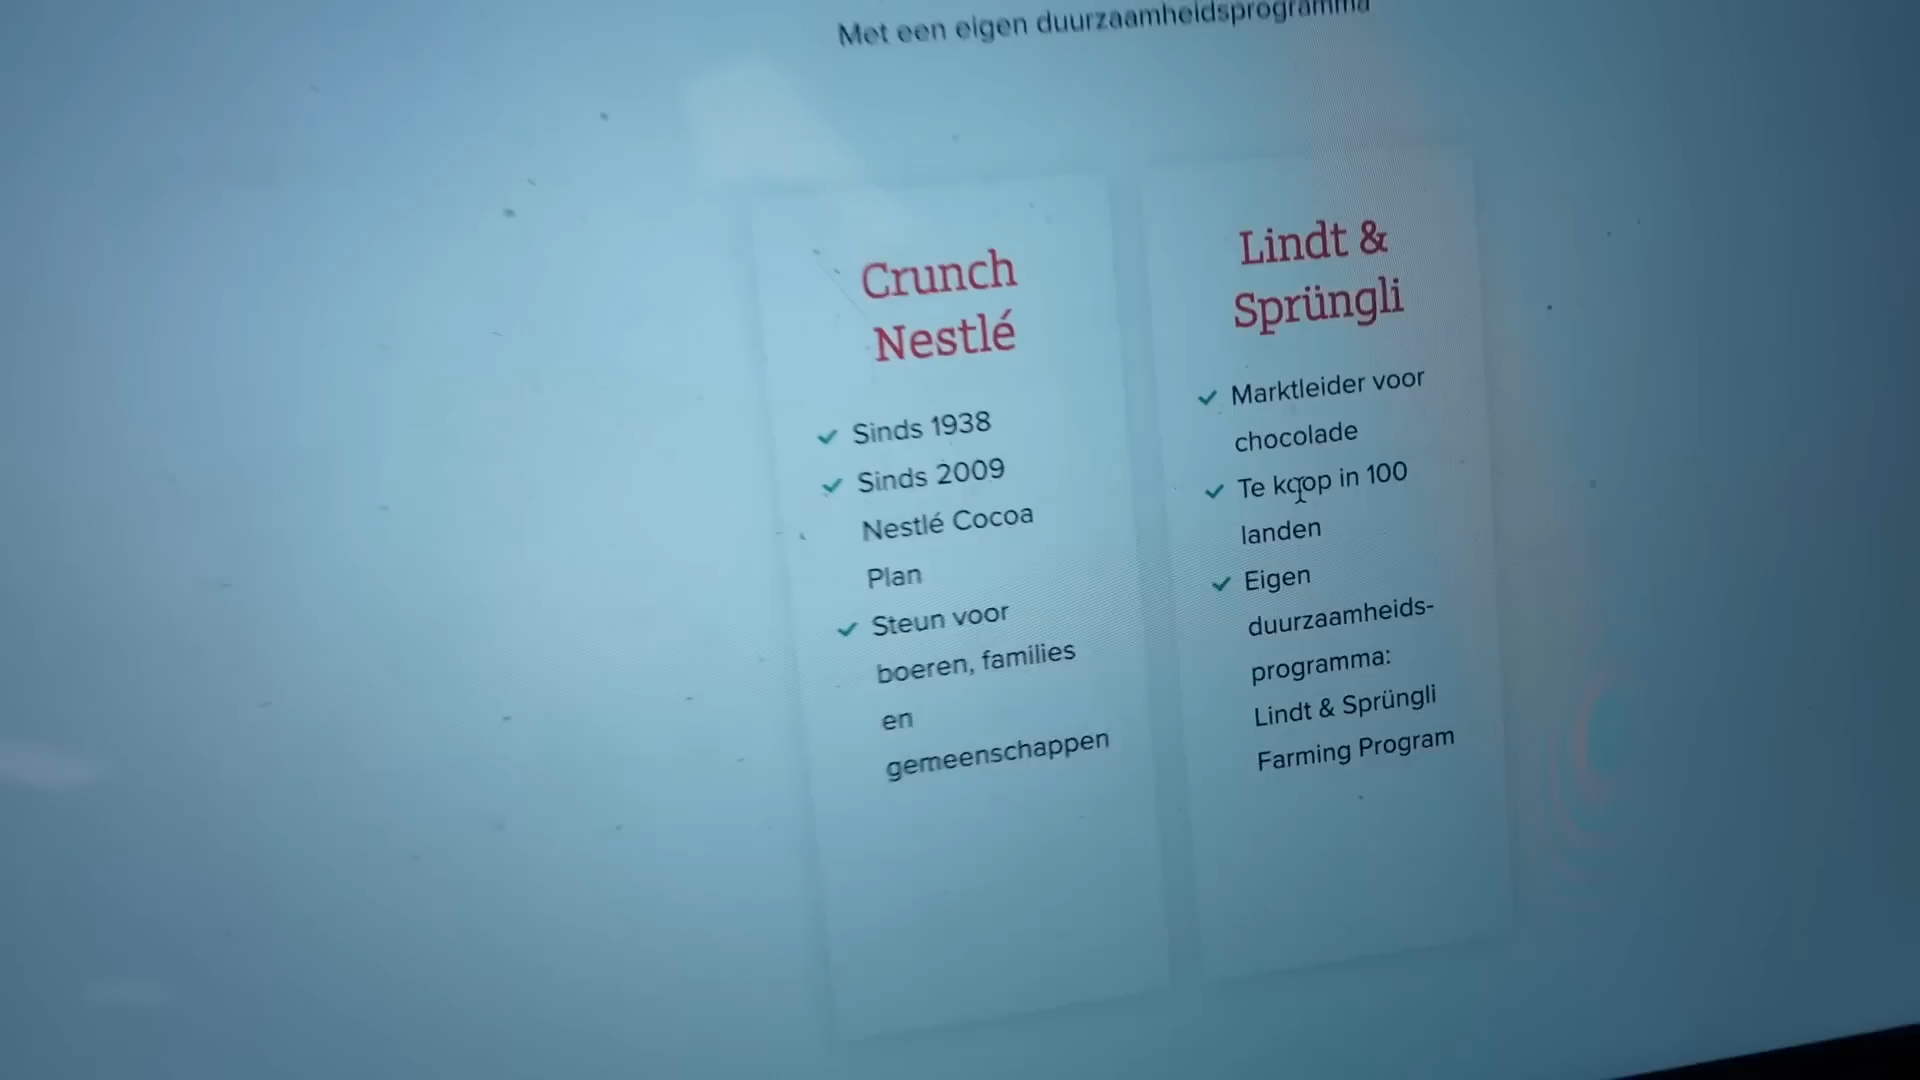 Met een eigen duurzaamheidsprogramma
Crunch
Nestlé
Sinds 1938
Sinds 2009
Nestlé Cocoa
Plan
Steun voor
boeren, families
en
gemeenschappen
Lindt &
Sprüngli
Marktleider voor
chocolade
Te koop in 100
landen
Eigen
duurzaamheids-
programma:
Lindt & Sprüngli
Farming Program